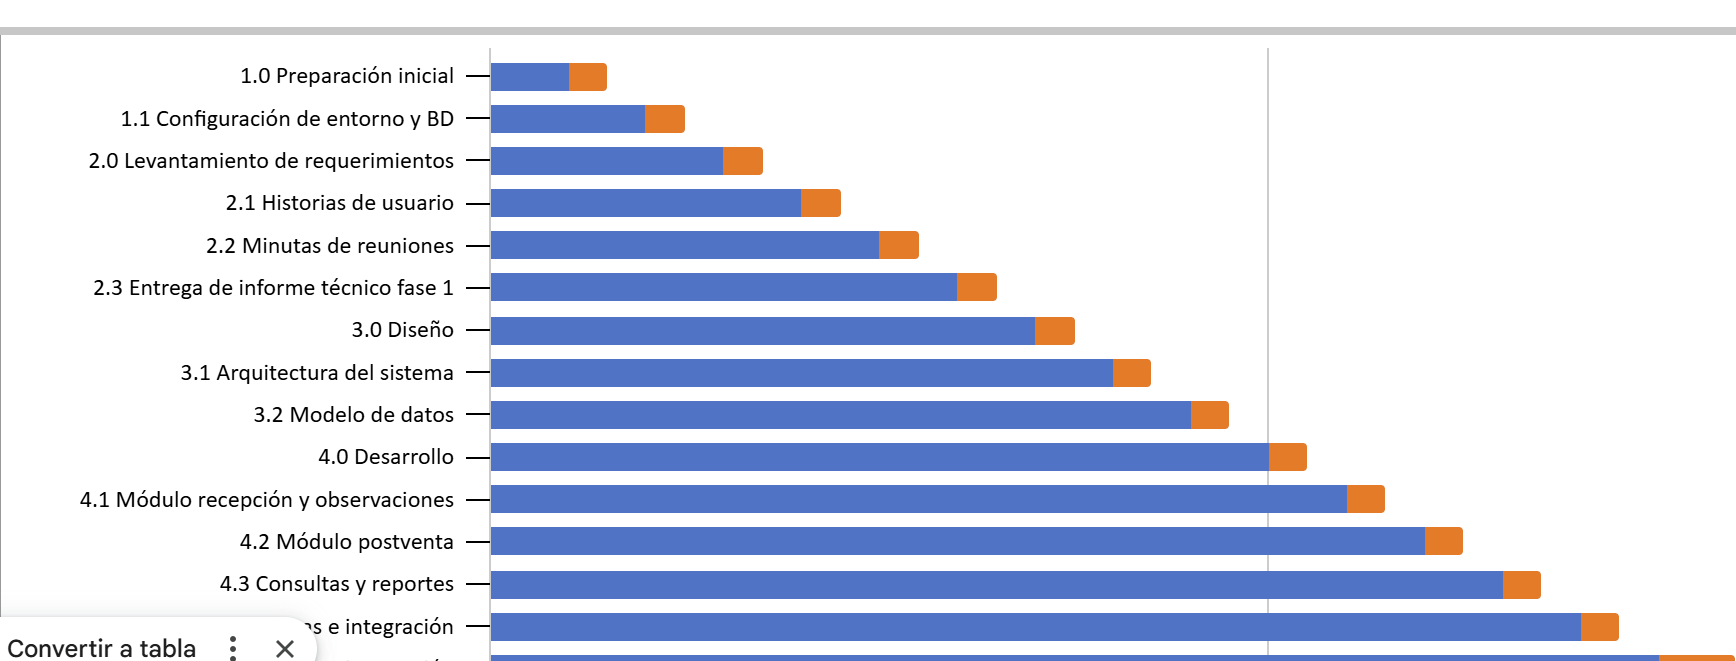 1.0 Preparación inicial
1.1 Configuración de entorno y BD
2.0 Levantamiento de requerimientos
2.1 Historias de usuario
2.2 Minutas de reuniones
2.3 Entrega de informe técnico fase 1
3.0 Diseño
3.1 Arquitectura del sistema
3.2 Modelo de datos
4.0 Desarrollo
4.1 Módulo recepción y observaciones
4.2 Módulo postventa
4.3 Consultas y reportes
e integración
Convertir a tabla